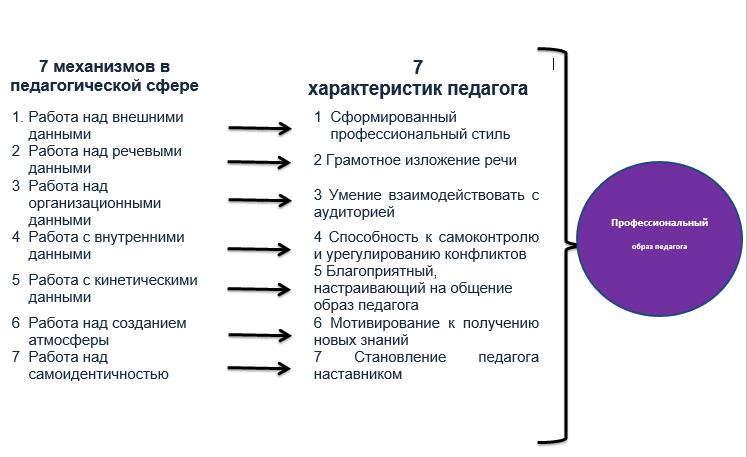 7 механизмов в
педагогической сфере
1. Работа над внешними
данными
2 Работа над речевыми
данными
3 Работа над
организационными
данными
4 Работа с внутренними
данными
5 Работа с кинетическими
данными
6 Работа над созданием
атмосферы
7 Работа над
самоидентичностью
7
характеристик педагога
1 Сформированный
профессиональный стиль
2 Грамотное изложение речи
3 Умение взаимодействовать с
аудиторией
4 Способность к самоконтролю
и урегулированию конфликтов
5 Благоприятный,
настраивающий на общение
образ педагога
6 Мотивирование к получению
новых знаний
7 Становление педагога
наставником
Профессиональный
образ педагога